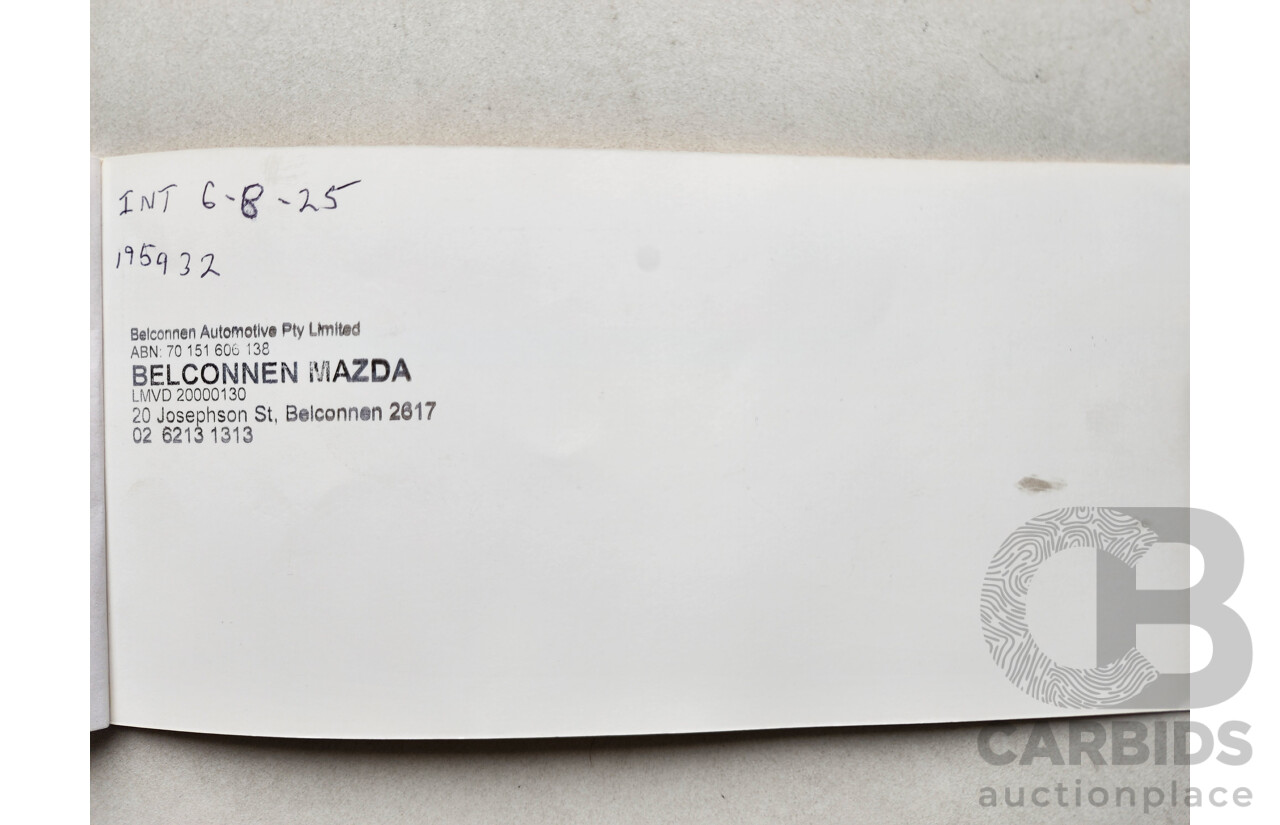 INT 6-8-25
195932
Belconnen Automotive Pty Limited
ABN: 70 151 606 138
BELCONNEN MAZDA
LMVD 20000130
20 Josephson St, Belconnen 2617
02 6213 1313
CB
CARBIDS
auctionplace